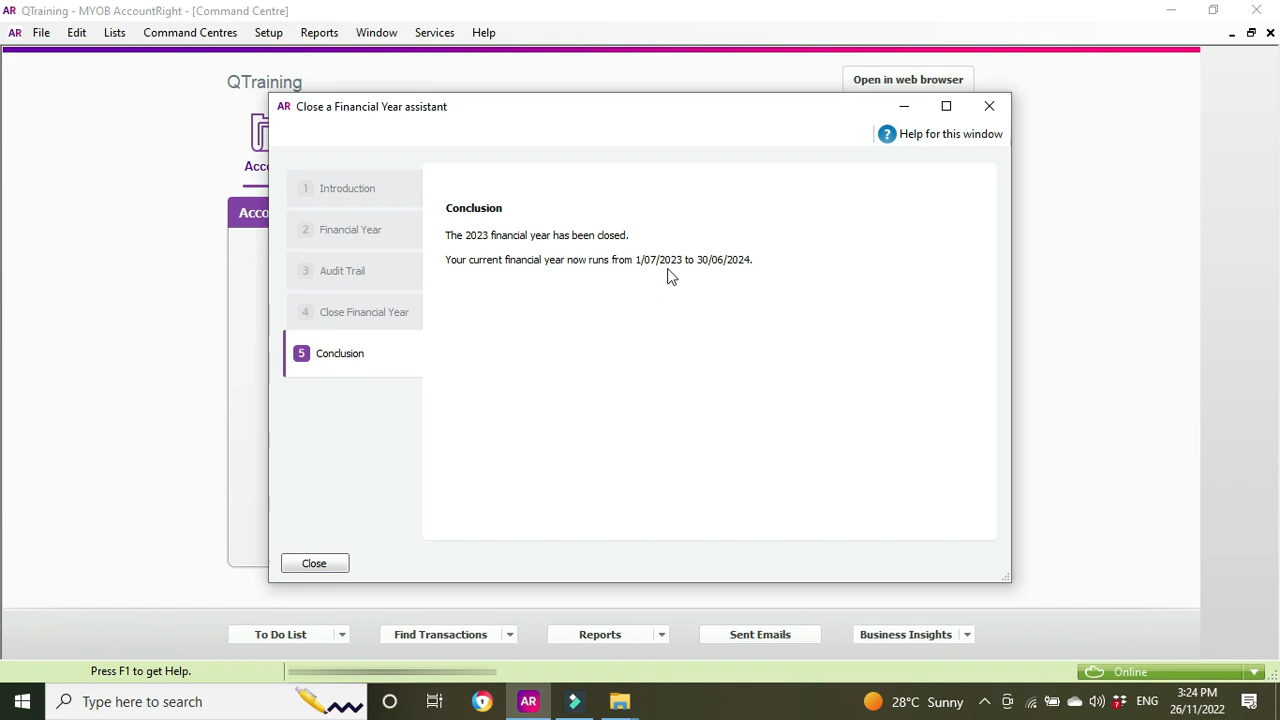 AR QTraining - MYOB AccountRight - [Command Centre]
AR File Edit Lists Command Centres Setup Reports Window Services Help
QTraining
Open in web browser
AR Close a Financial Year assistant
? Help for this window
Acco
Acco
1 Introduction
2 Financial Year
3 Audit Trail
4 Close Financial Year
5 Conclusion
Conclusion
The 2023 financial year has been closed.
Your current financial year now runs from 1/07/2023 to 30/06/2024.
Close
To Do List Find Transactions Reports Sent Emails Business Insights
Press F1 to get Help. Online
Type here to search AR 28°C Sunny ENG 3:24 PM
26/11/2022